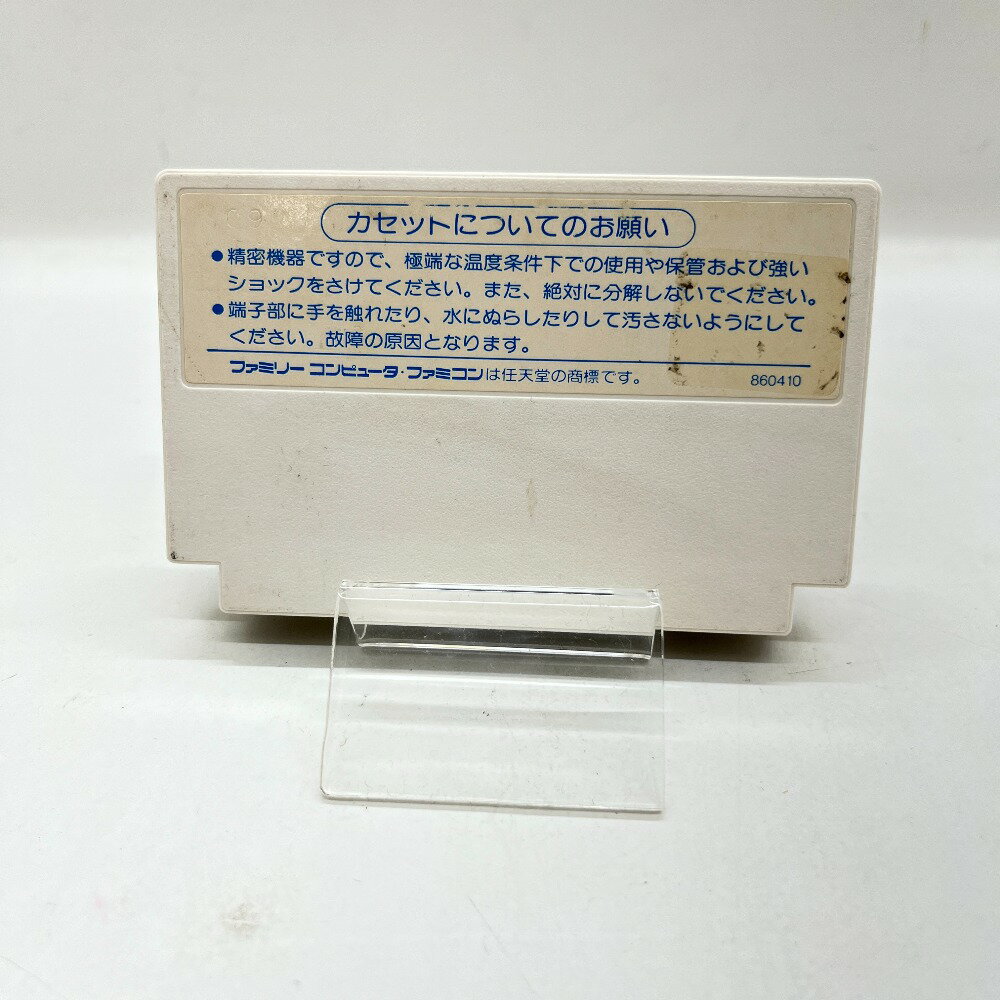 カセットについてのお願い
●精密機器ですので、極端な温度条件下での使用や保管および強い
ショックをさけてください。また、絶対に分解しないでください。
●端子部に手を触れたり、水にぬらしたりして汚さないようにして
ください。故障の原因となります。
ファミリー コンピュータ・ファミコンは任天堂の商標です。
860410